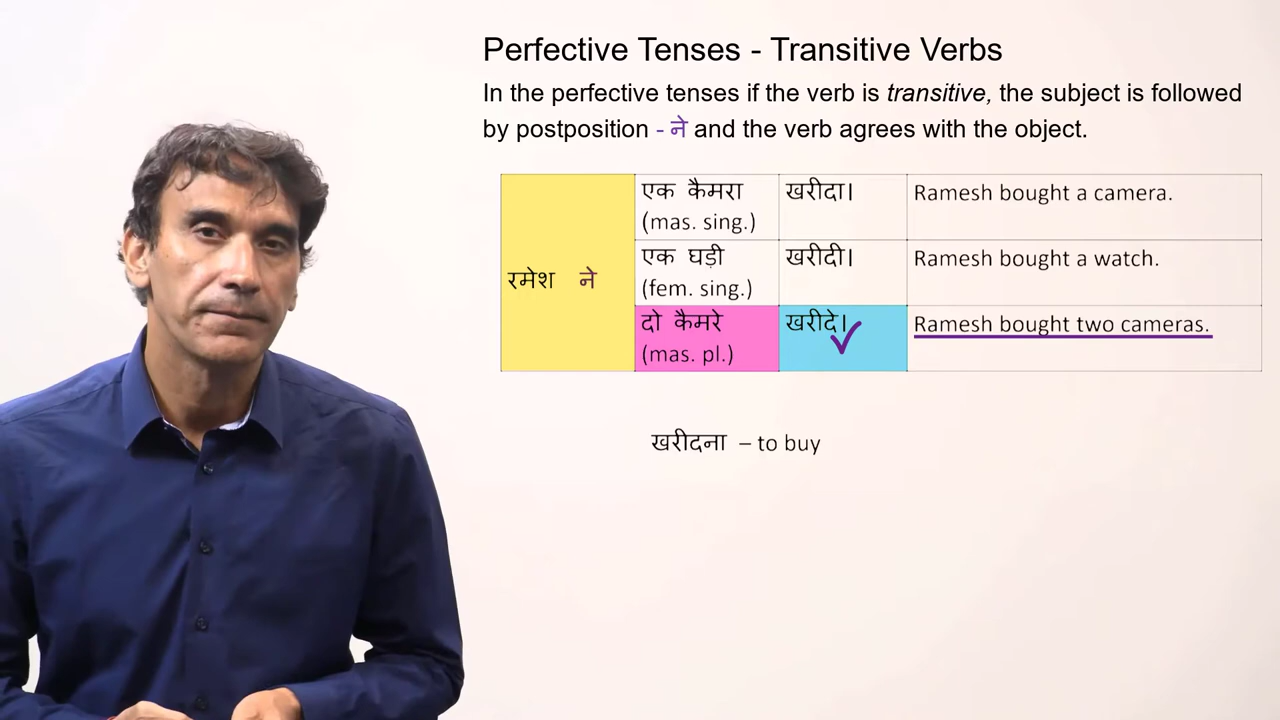 Perfective Tenses - Transitive Verbs
In the perfective tenses if the verb is transitive, the subject is followed
by postposition - ने and the verb agrees with the object.
रमेश ने
एक कैमरा
(mas. sing.)
खरीदा।
Ramesh bought a camera.
एक घड़ी
(fem. sing.)
खरीदी।
Ramesh bought a watch.
दो कैमरे
(mas. pl.)
खरीदे।
Ramesh bought two cameras.
खरीदना – to buy